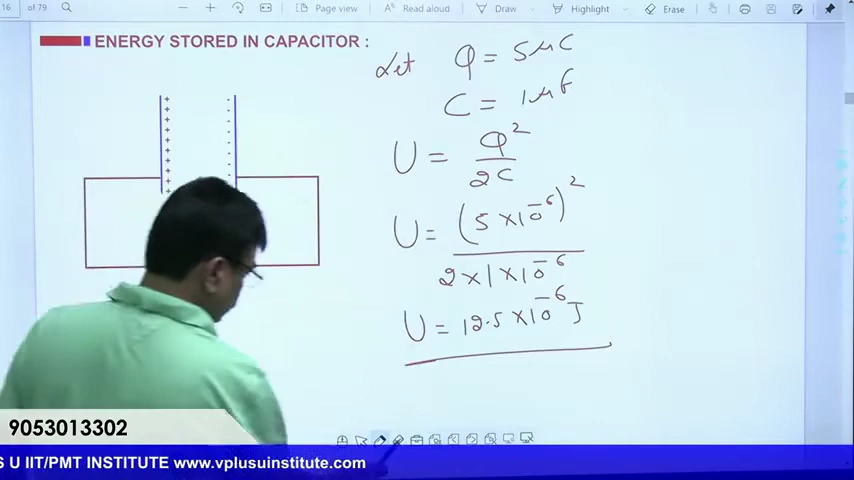 16 of 79 Page view Read aloud Draw Highlight Erase
ENERGY STORED IN CAPACITOR :
Let Q = 5μC
C = 1μF
U = Q²/2C
U = (5 ×10⁻⁶)²/2×1×10⁻⁶
U = 12.5 ×10⁻⁶ J
9053013302
S U IIT/PMT INSTITUTE www.vplusuinstitute.com